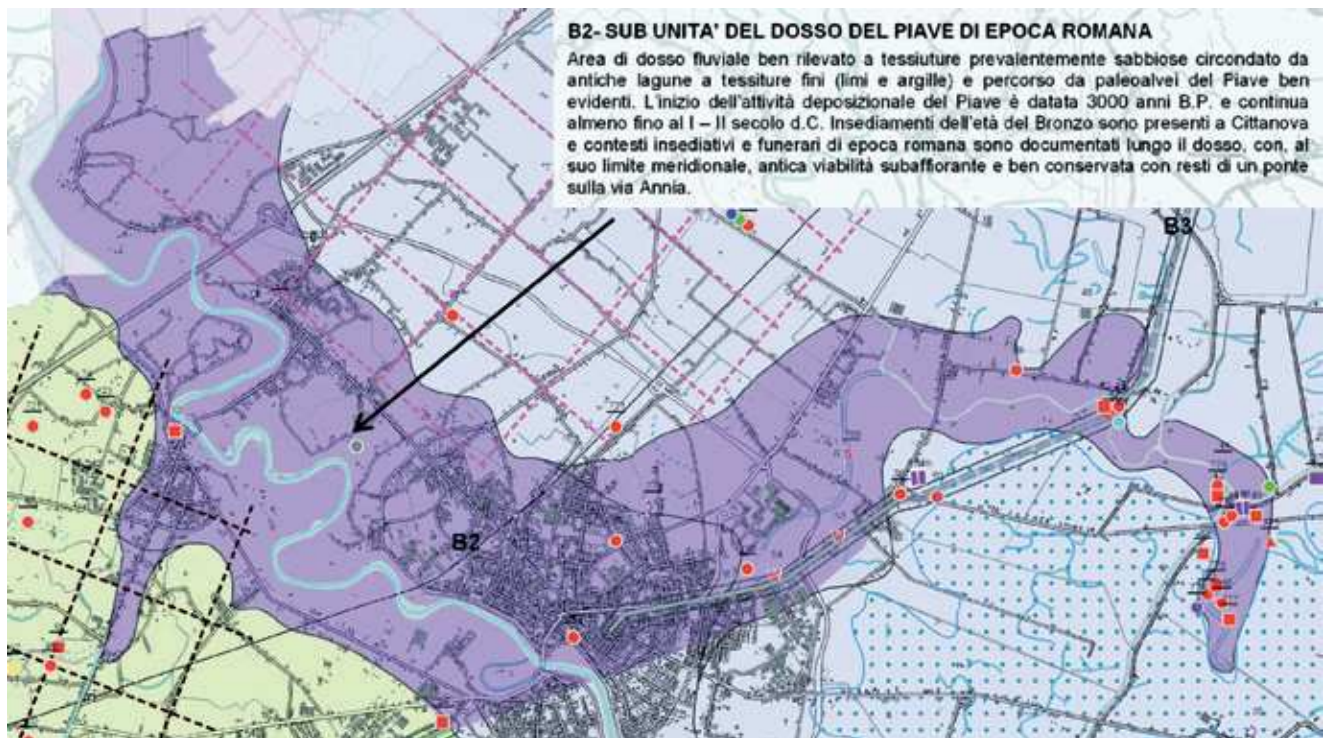 B2- SUB UNITA' DEL DOSSO DEL PIAVE DI EPOCA ROMANA
Area di dosso fluviale ben rilevato a tessiuture prevalentemente sabbiose circondato da
antiche lagune a tessiture fini (limi e argille) e percorso da paleoalvei del Piave ben
evidenti. L'inizio dell'attività deposizionale del Piave è datata 3000 anni B.P. e continua
almeno fino al I – II secolo d.C. Insediamenti dell'età del Bronzo sono presenti a Cittanova
e contesti insediativi e funerari di epoca romana sono documentati lungo il dosso, con, al
suo limite meridionale, antica viabilità subaffiorante e ben conservata con resti di un ponte
sulla via Annia.
B3
B2